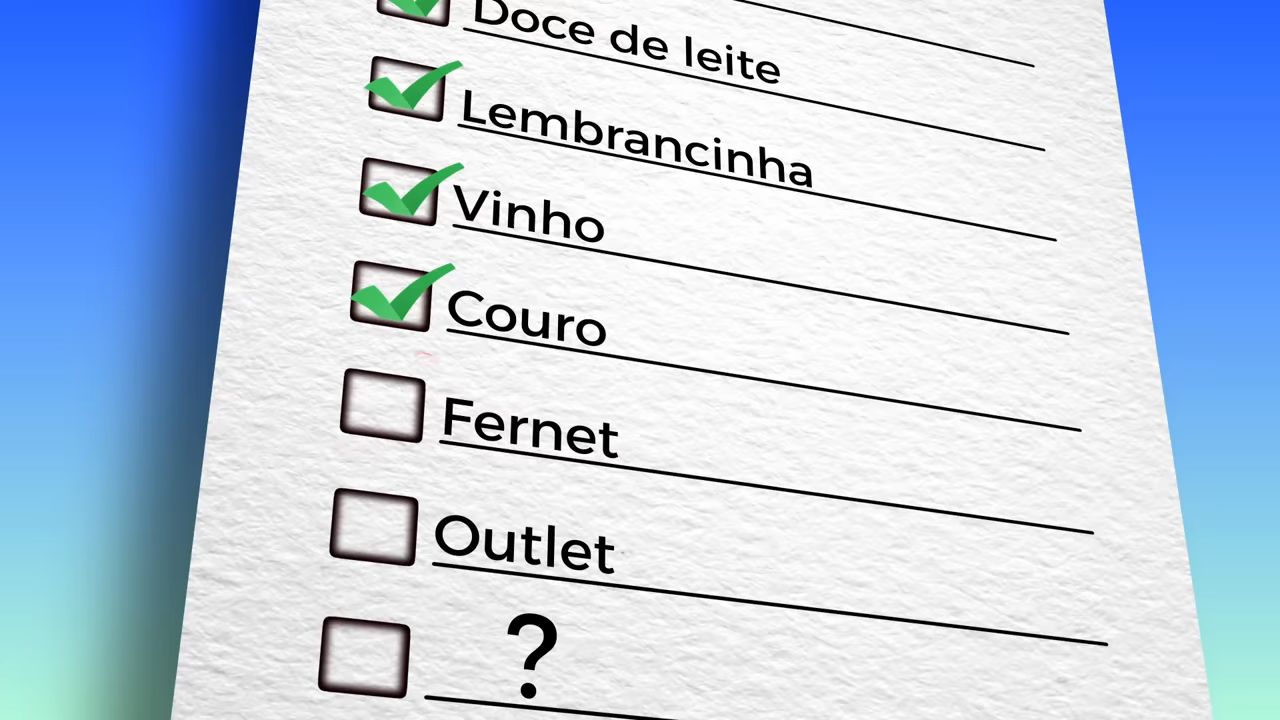 Doce de leite
Lembrancinha
Vinho
Couro
Fernet
Outlet
?